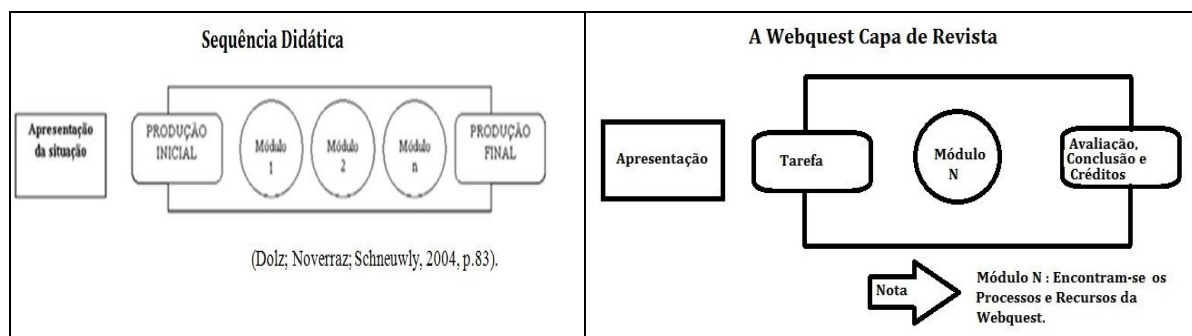 Sequência Didática
Apresentação
da situação
PRODUÇÃO
INICIAL
Módulo
1
Módulo
2
Módulo
n
PRODUÇÃO
FINAL
(Dolz; Noverraz; Schneuwly, 2004, p.83).
A Webquest Capa de Revista
Apresentação
Tarefa
Módulo
N
Avaliação,
Conclusão e
Créditos
Nota
Módulo N : Encontram-se os
Processos e Recursos da
Webquest.